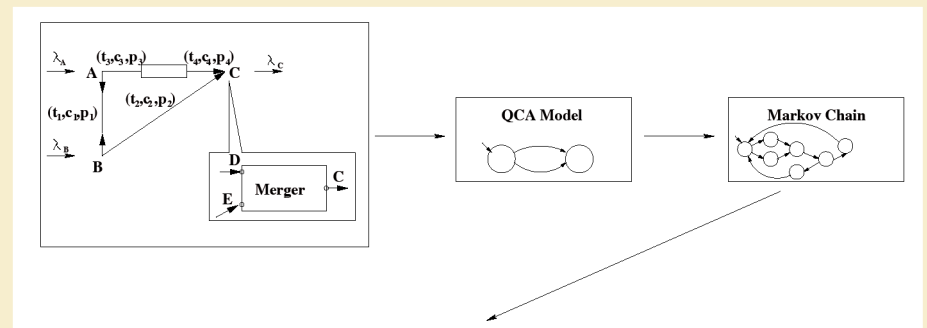 λA
(t3,c3,p3)
(t4,c4,p4)
λC
A
C
(t2,c2,p2)
(t1,c1,p1)
λB
B
D
Merger
C
E
QCA Model
Markov Chain